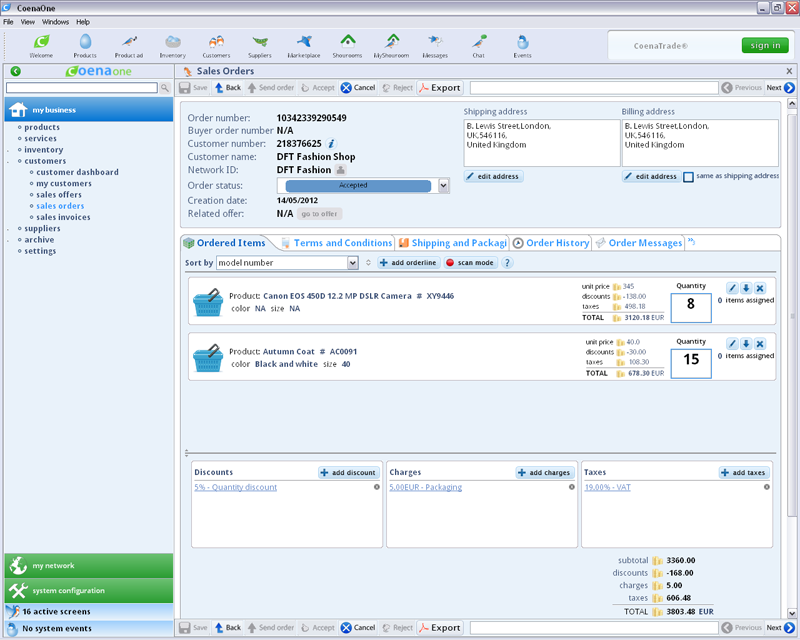 CoenaOne
File View Windows Help
Welcome Products Product ad Inventory Customers Suppliers Marketplace Showrooms MyShowroom Messages Chat Events
CoenaTrade® sign in
Coenaone
Sales Orders x
Save Back Send order Accept Cancel Reject Export Previous Next
my business
products
services
inventory
customers
customer dashboard
my customers
sales offers
sales orders
sales invoices
suppliers
archive
settings
my network
system configuration
16 active screens
No system events
Order number: 10342339290549
Buyer order number N/A
Customer number: 218376625 i
Customer name: DFT Fashion Shop
Network ID: DFT Fashion
Order status: Accepted
Creation date: 14/05/2012
Related offer: N/A go to offer
Shipping address
B. Lewis Street,London,
UK,546116,
United Kingdom
edit address
Billing address
B. Lewis Street,London,
UK,546116,
United Kingdom
edit address same as shipping address
Ordered Items Terms and Conditions Shipping and Packagi Order History Order Messages »
Sort by model number add orderline scan mode ?
Product: Canon EOS 450D 12.2 MP DSLR Camera # XY9446
color NA size NA
unit price 345
discounts -138.00
taxes 498.18
TOTAL 3120.18 EUR
Quantity
8
0 items assigned
Product: Autumn Coat # AC0091
color Black and white size 40
unit price 40.0
discounts -30.00
taxes 108.30
TOTAL 678.30 EUR
Quantity
15
0 items assigned
Discounts add discount
5% - Quantity discount
Charges add charges
5.00EUR - Packaging
Taxes add taxes
19.00% - VAT
subtotal 3360.00
discounts -168.00
charges 5.00
taxes 606.48
TOTAL 3803.48 EUR
Save Back Send order Accept Cancel Reject Export Previous Next